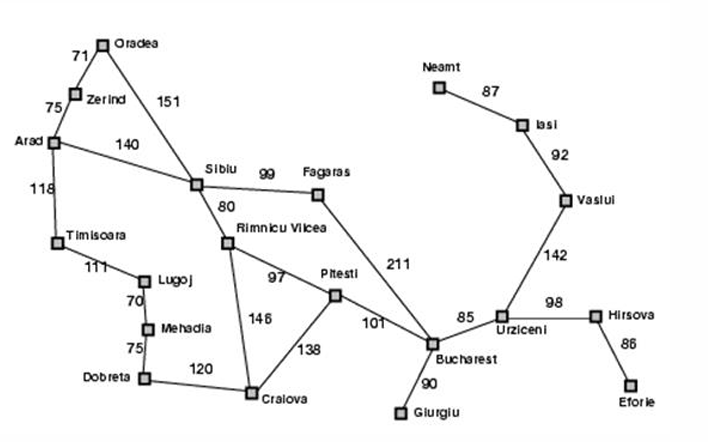 Oradea
71
Zerind
75
151
Arad
140
118
Sibiu
99
Fagaras
80
Timisoara
Rimnicu Vilcea
111
Lugoj
97
Pitesti
211
70
Mehadia
146
101
75
138
Dobreta
120
Craiova
Neamt
87
Iasi
92
Vaslui
142
85
98
Hirsova
Urziceni
86
Bucharest
90
Giurgiu
Eforie